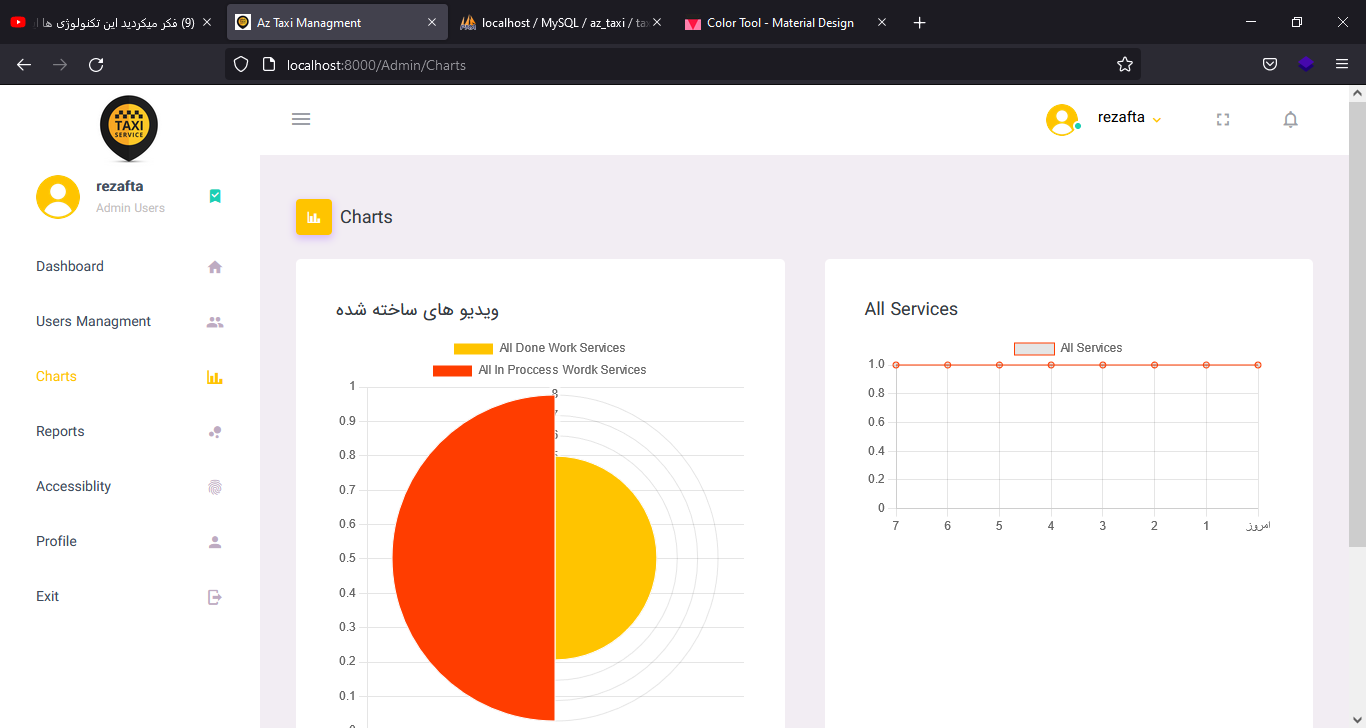 (9) فکر میکردید این تکنولوژی ها
Az Taxi Managment
localhost / MySQL / az_taxi /
Color Tool - Material Design
localhost:8000/Admin/Charts
TAXI
SERVICE
rezafta
rezafta
Admin Users
Charts
Dashboard
Users Managment
Charts
Reports
Accessiblity
Profile
Exit
ویدیو های ساخته شده
All Done Work Services
All In Proccess Wordk Services
1
0.9
0.8
0.7
0.6
0.5
0.4
0.3
0.2
0.1
8
All Services
All Services
1.0
0.8
0.6
0.4
0.2
0
7 6 5 4 3 2 1 امروز